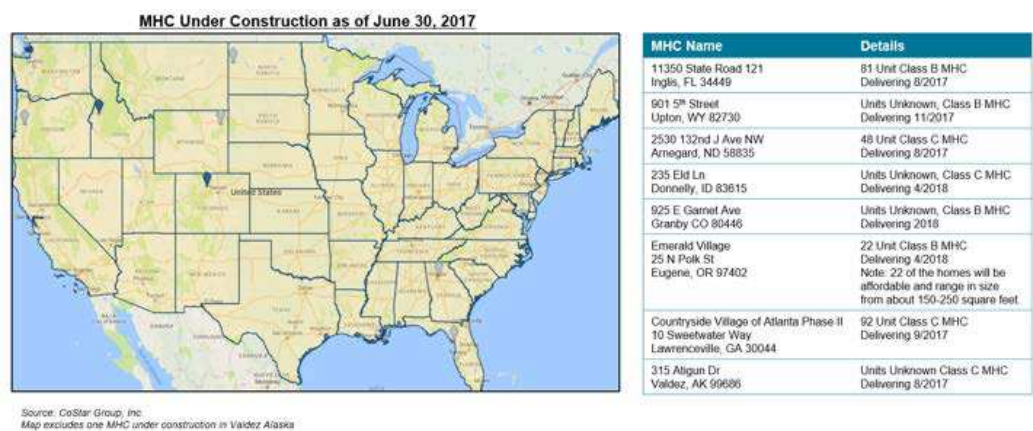 MHC Under Construction as of June 30, 2017
United States
MHC Name
Details
11350 State Road 121
Inglis, FL 34449
81 Unit Class B MHC
Delivering 8/2017
901 5th Street
Upton, WY 82730
Units Unknown, Class B MHC
Delivering 11/2017
2530 132nd J Ave NW
Arnegard, ND 58835
48 Unit Class C MHC
Delivering 8/2017
235 Eld Ln
Donnelly, ID 83615
Units Unknown, Class C MHC
Delivering 4/2018
925 E Garnet Ave
Granby CO 80446
Units Unknown, Class B MHC
Delivering 2018
Emerald Village
25 N Polk St
Eugene, OR 97402
22 Unit Class B MHC
Delivering 4/2018
Note: 22 of the homes will be
affordable and range in size
from about 150-250 square feet
Countryside Village of Atlanta Phase II
10 Sweetwater Way
Lawrenceville, GA 30044
92 Unit Class C MHC
Delivering 9/2017
315 Atigun Dr
Valdez, AK 99686
Units Unknown Class C MHC
Delivering 8/2017
Source: CoStar Group, Inc
Map excludes one MHC under construction in Valdez Alaska